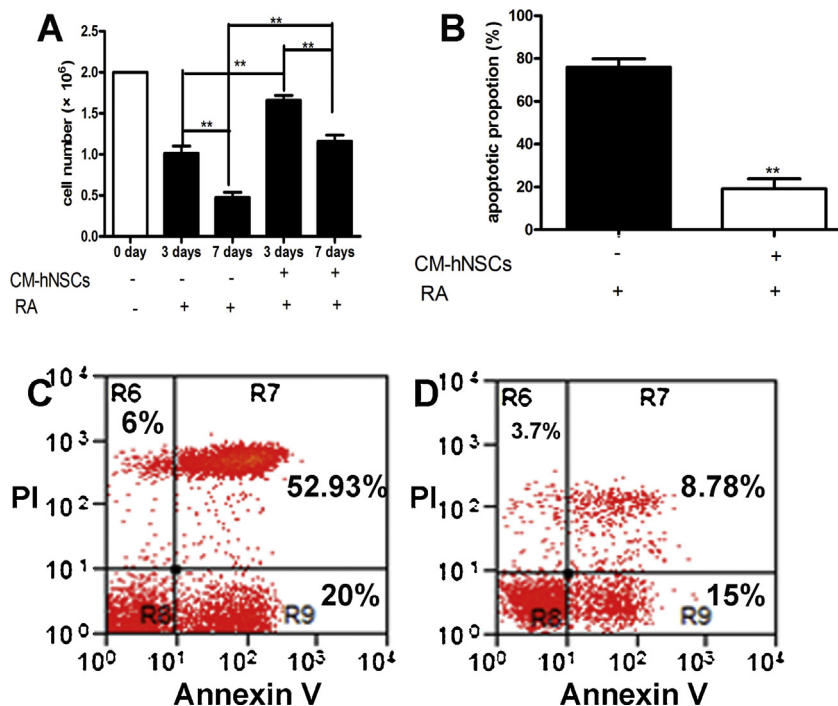 A
cell number (× 10⁶)
2.0
1.5
1.0
0.5
0.0
**
**
**
**
0 day 3 days 7 days 3 days 7 days
CM-hNSCs - - - + +
RA - + + + +
B
apoptotic propotion (%)
100
80
60
40
20
0
**
CM-hNSCs - +
RA + +
C
PI
10⁴
10³
10²
10¹
10⁰
R6
6%
R7
52.93%
20%
R8
R9
10⁰ 10¹ 10² 10³ 10⁴
Annexin V
D
PI
10⁴
10³
10²
10¹
10⁰
R6
3.7%
R7
8.78%
15%
R8
R9
10⁰ 10¹ 10² 10³ 10⁴
Annexin V